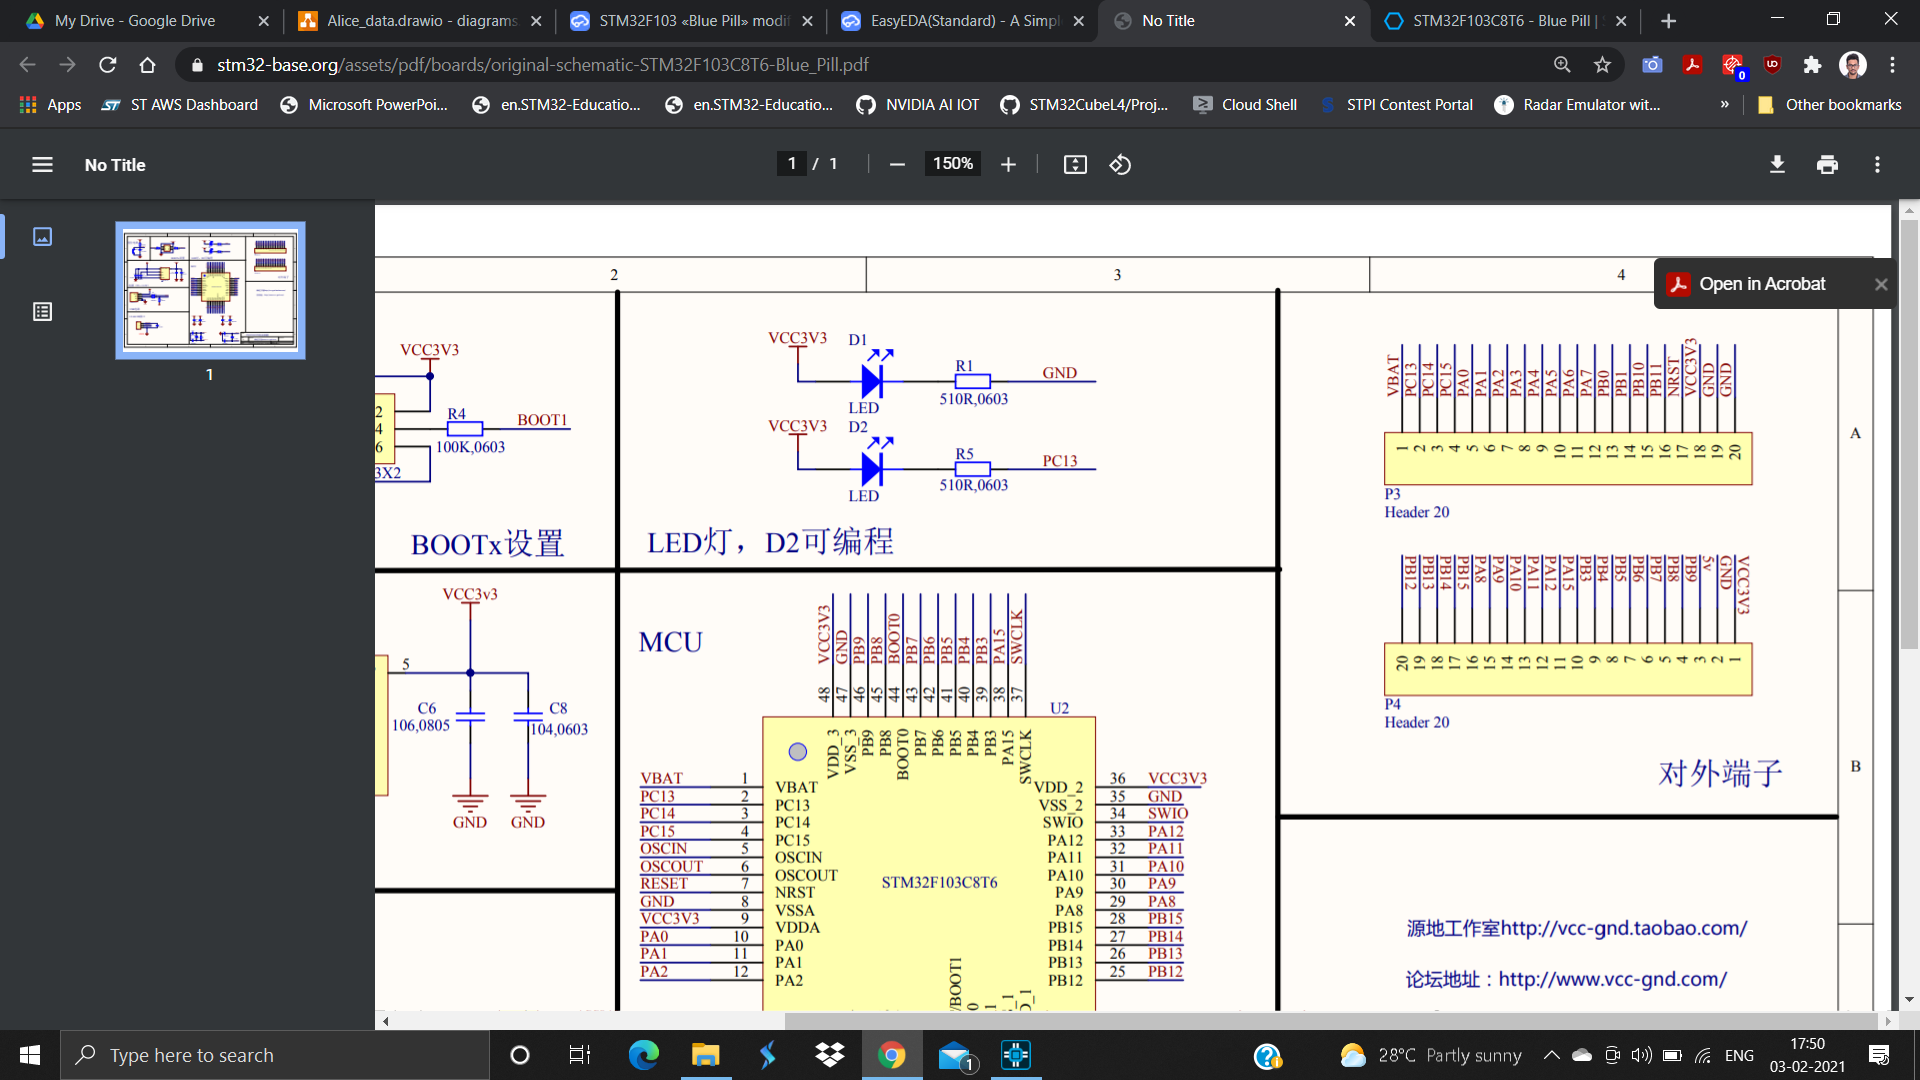 My Drive - Google Drive
Alice_data.drawio - diagrams
STM32F103 «Blue Pill» modif
EasyEDA(Standard) - A Simpl
No Title
STM32F103C8T6 - Blue Pill | S
stm32-base.org/assets/pdf/boards/original-schematic-STM32F103C8T6-Blue_Pill.pdf
0
Apps
ST AWS Dashboard
Microsoft PowerPoi...
en.STM32-Educatio...
en.STM32-Educatio...
NVIDIA AI IOT
STM32CubeL4/Proj...
Cloud Shell
STPI Contest Portal
Radar Emulator wit...
»
Other bookmarks
No Title
1 / 1
150%
1
Open in Acrobat
2
3
4
A
B
VCC3V3
2
4
6
3X2
R4
100K,0603
BOOT1
BOOTx设置
VCC3V3
D1
LED
R1
510R,0603
GND
VCC3V3
D2
LED
R5
510R,0603
PC13
LED灯，D2可编程
VBAT
PC13
PC14
PC15
PA0
PA1
PA2
PA3
PA4
PA5
PA6
PA7
PB0
PB1
PB10
PB11
NRST
VCC3V3
GND
GND
1 2 3 4 5 6 7 8 9 10 11 12 13 14 15 16 17 18 19 20
P3
Header 20
PB12
PB13
PB14
PB15
PA8
PA9
PA10
PA11
PA12
PA15
PB3
PB4
PB5
PB6
PB7
PB8
PB9
5v
GND
VCC3V3
20 19 18 17 16 15 14 13 12 11 10 9 8 7 6 5 4 3 2 1
P4
Header 20
对外端子
VCC3v3
5
C6
106,0805
C8
104,0603
GND
GND
MCU
VCC3V3
GND
PB9
PB8
BOOT0
PB7
PB6
PB5
PB4
PB3
PA15
SWCLK
48 47 46 45 44 43 42 41 40 39 38 37
U2
VDD_3
VSS_3
PB9
PB8
BOOT0
PB7
PB6
PB5
PB4
PB3
PA15
SWCLK
VBAT 1 VBAT
PC13 2 PC13
PC14 3 PC14
PC15 4 PC15
OSCIN 5 OSCIN
OSCOUT 6 OSCOUT
RESET 7 NRST
GND 8 VSSA
VCC3V3 9 VDDA
PA0 10 PA0
PA1 11 PA1
PA2 12 PA2
STM32F103C8T6
VDD_2 36 VCC3V3
VSS_2 35 GND
SWIO 34 SWIO
PA12 33 PA12
PA11 32 PA11
PA10 31 PA10
PA9 30 PA9
PA8 29 PA8
PB15 28 PB15
PB14 27 PB14
PB13 26 PB13
PB12 25 PB12
/BOOT1
源地工作室http://vcc-gnd.taobao.com/
论坛地址：http://www.vcc-gnd.com/
Type here to search
1
28°C Partly sunny
ENG
17:50
03-02-2021